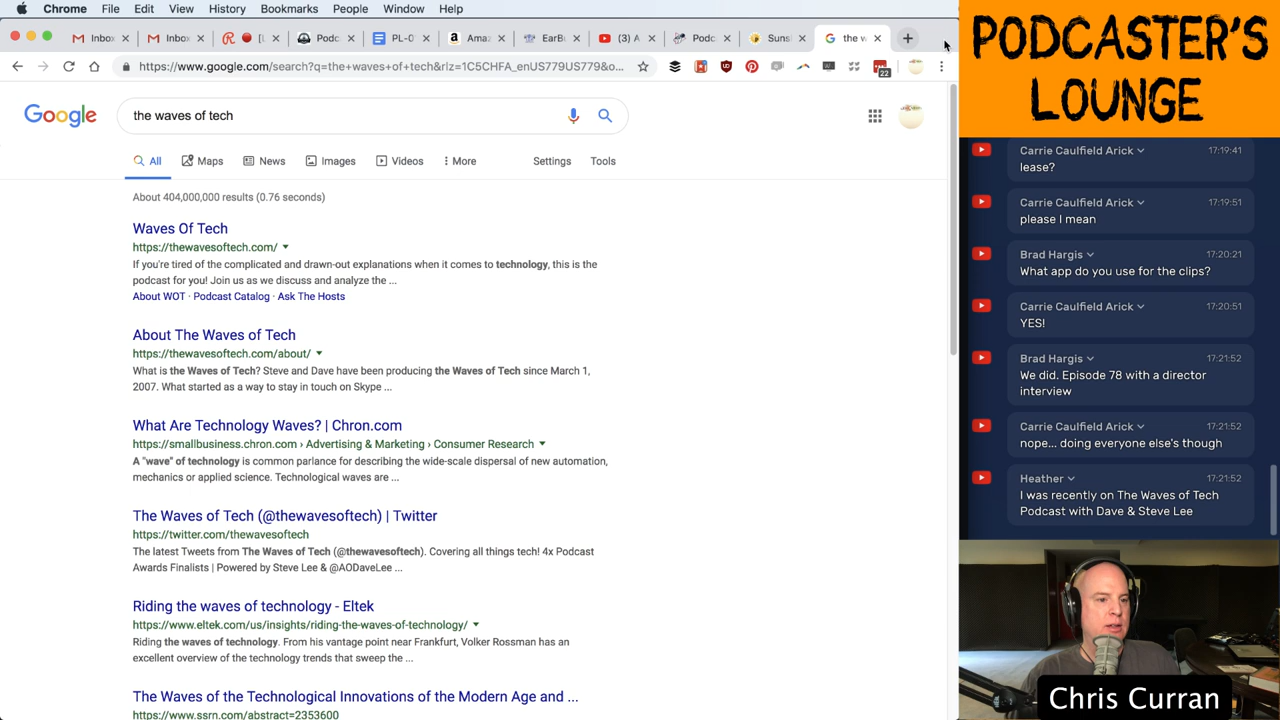 Chrome File Edit View History Bookmarks People Window Help
Inbox Inbox [ Podc PL-0 Amaz EarBu (3) A Podc Suns the w
https://www.google.com/search?q=the+waves+of+tech&rlz=1C5CHFA_enUS779US779&o...
22
Google
the waves of tech
All Maps News Images Videos More Settings Tools
About 404,000,000 results (0.76 seconds)
Waves Of Tech
https://thewavesoftech.com/
If you're tired of the complicated and drawn-out explanations when it comes to technology, this is the
podcast for you! Join us as we discuss and analyze the ...
About WOT · Podcast Catalog · Ask The Hosts
About The Waves of Tech
https://thewavesoftech.com/about/
What is the Waves of Tech? Steve and Dave have been producing the Waves of Tech since March 1,
2007. What started as a way to stay in touch on Skype ...
What Are Technology Waves? | Chron.com
https://smallbusiness.chron.com › Advertising & Marketing › Consumer Research
A "wave" of technology is common parlance for describing the wide-scale dispersal of new automation,
mechanics or applied science. Technological waves are ...
The Waves of Tech (@thewavesoftech) | Twitter
https://twitter.com/thewavesoftech
The latest Tweets from The Waves of Tech (@thewavesoftech). Covering all things tech! 4x Podcast
Awards Finalists | Powered by Steve Lee & @AODaveLee ...
Riding the waves of technology - Eltek
https://www.eltek.com/us/insights/riding-the-waves-of-technology/
Riding the waves of technology. From his vantage point near Frankfurt, Volker Rossman has an
excellent overview of the technology trends that sweep the ...
The Waves of the Technological Innovations of the Modern Age and ...
https://www.ssrn.com/abstract=2353600
PODCASTER'S
LOUNGE
Carrie Caulfield Arick 17:19:41
lease?
Carrie Caulfield Arick 17:19:51
please I mean
Brad Hargis 17:20:21
What app do you use for the clips?
Carrie Caulfield Arick 17:20:51
YES!
Brad Hargis 17:21:52
We did. Episode 78 with a director
interview
Carrie Caulfield Arick 17:21:52
nope... doing everyone else's though
Heather 17:21:52
I was recently on The Waves of Tech
Podcast with Dave & Steve Lee
Chris Curran